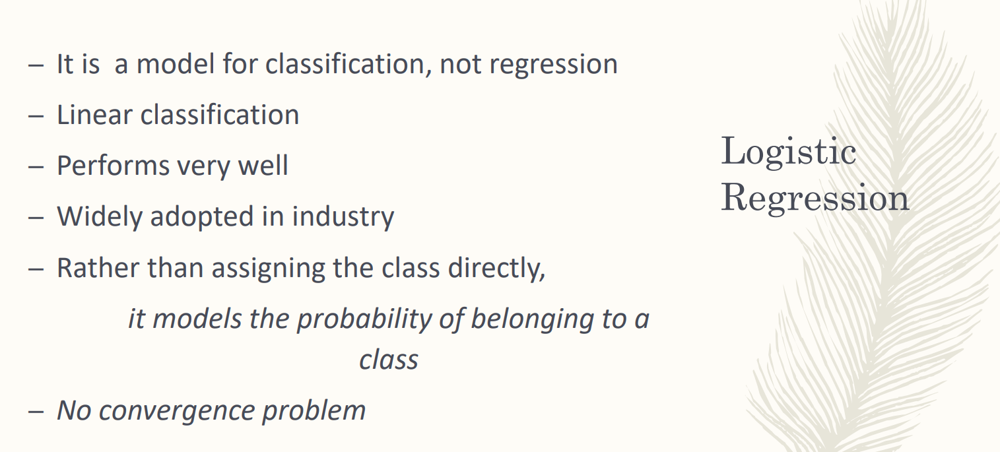 – It is  a model for classification, not regression
– Linear classification
– Performs very well
– Widely adopted in industry
– Rather than assigning the class directly,
it models the probability of belonging to a
class
– No convergence problem
Logistic
Regression